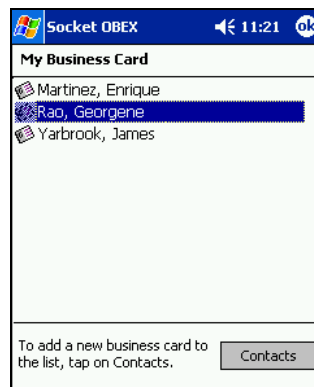 Socket OBEX 11:21 ok
My Business Card
Martinez, Enrique
Rao, Georgene
Yarbrook, James
To add a new business card to
the list, tap on Contacts.
Contacts